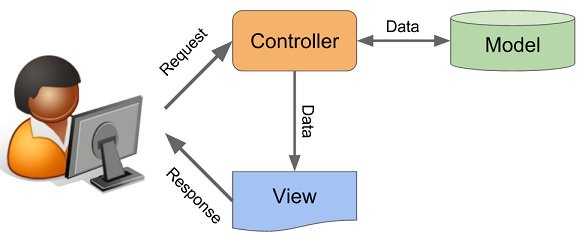 Request
Controller
Data
Model
Data
Response
View